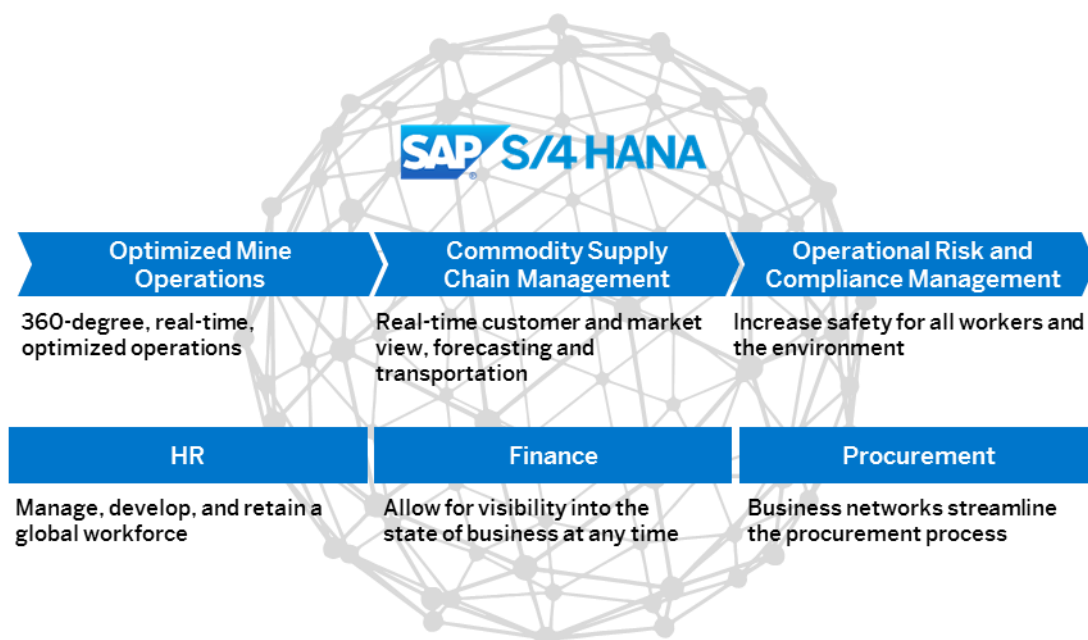 SAP® S/4 HANA
Optimized Mine
Operations
Commodity Supply
Chain Management
Operational Risk and
Compliance Management
360-degree, real-time,
optimized operations
Real-time customer and market
view, forecasting and
transportation
Increase safety for all workers and
the environment
HR
Finance
Procurement
Manage, develop, and retain a
global workforce
Allow for visibility into the
state of business at any time
Business networks streamline
the procurement process